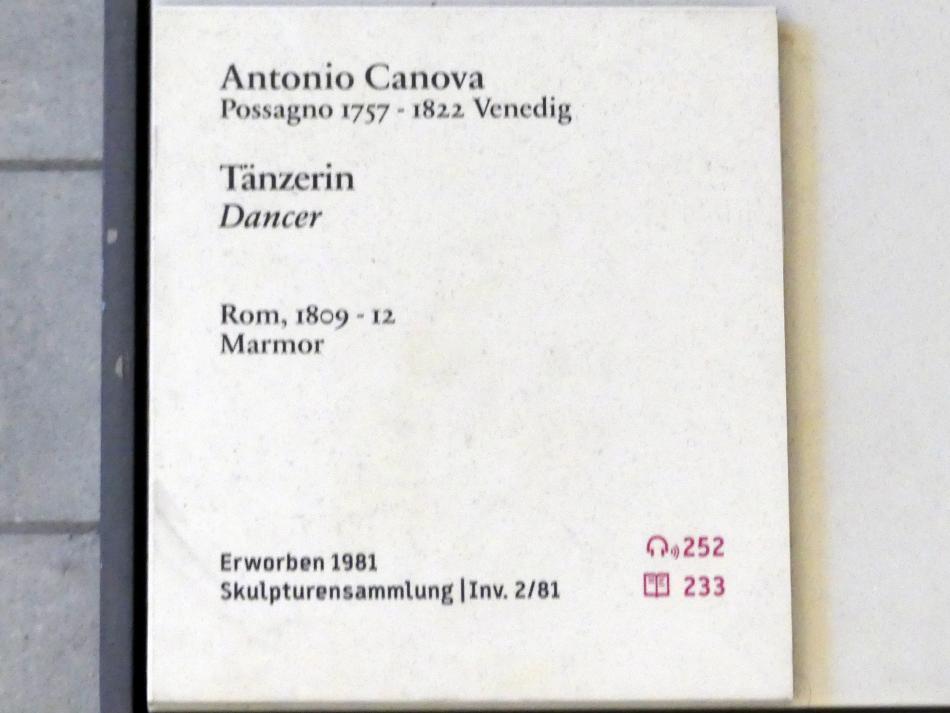 Antonio Canova
Possagno 1757 - 1822 Venedig
Tänzerin
Dancer
Rom, 1809 - 12
Marmor
Erworben 1981
Skulpturensammlung | Inv. 2/81
252
233